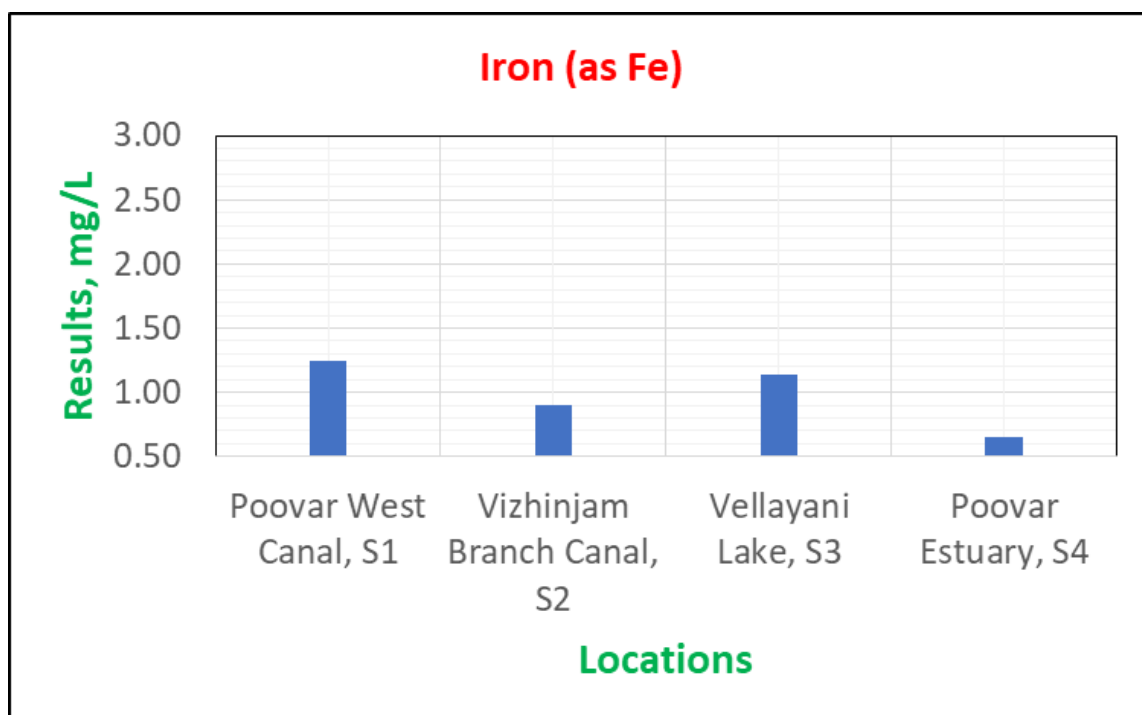 Iron (as Fe)
Results, mg/L
3.00
2.50
2.00
1.50
1.00
0.50
Poovar West
Canal, S1
Vizhinjam
Branch Canal,
S2
Vellayani
Lake, S3
Poovar
Estuary, S4
Locations